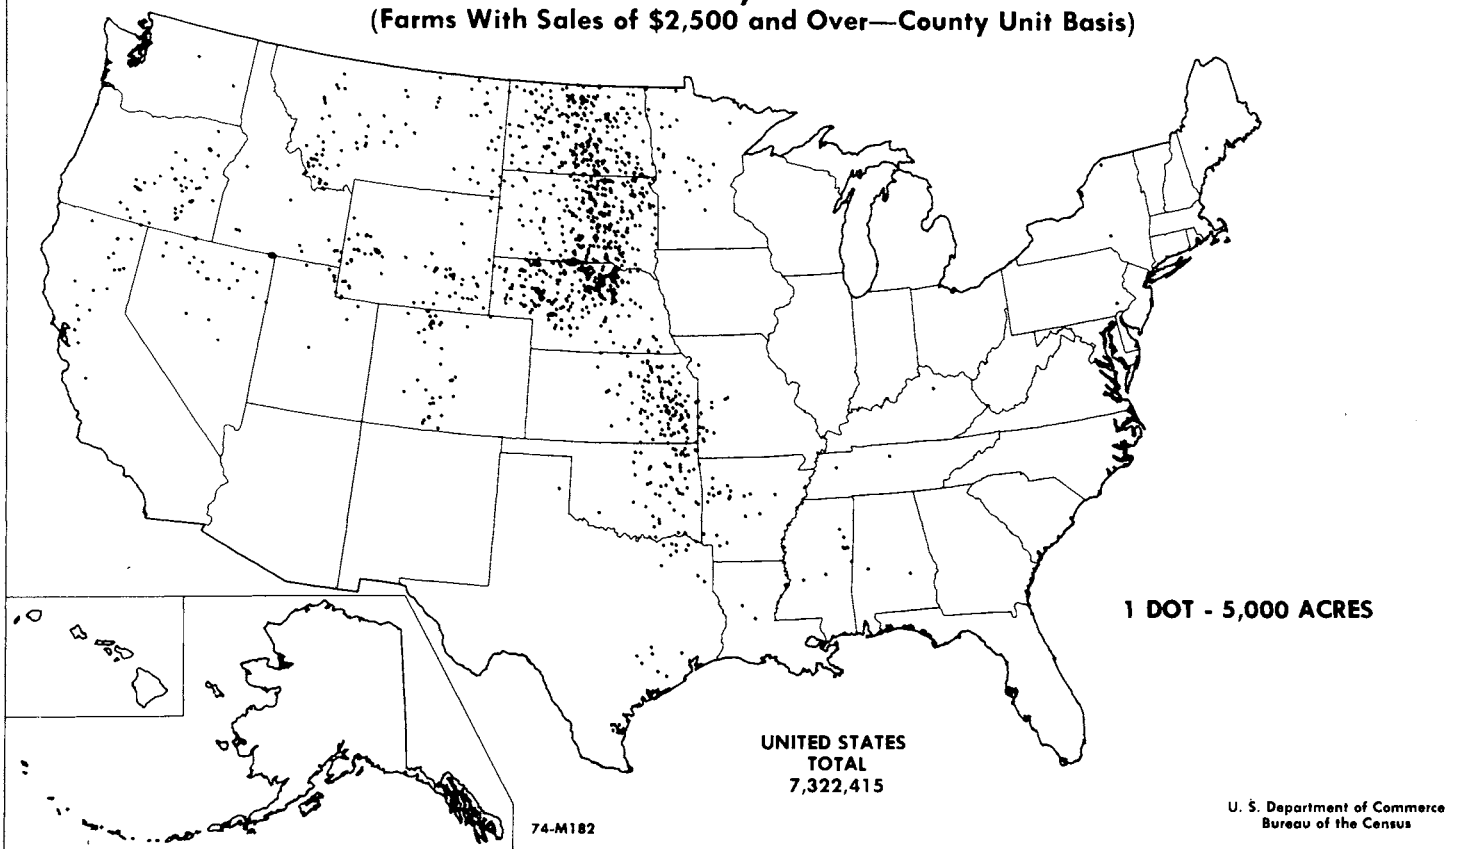 (Farms With Sales of $2,500 and Over—County Unit Basis)
1 DOT - 5,000 ACRES
UNITED STATES
TOTAL
7,322,415
74-M182
U. S. Department of Commerce
Bureau of the Census